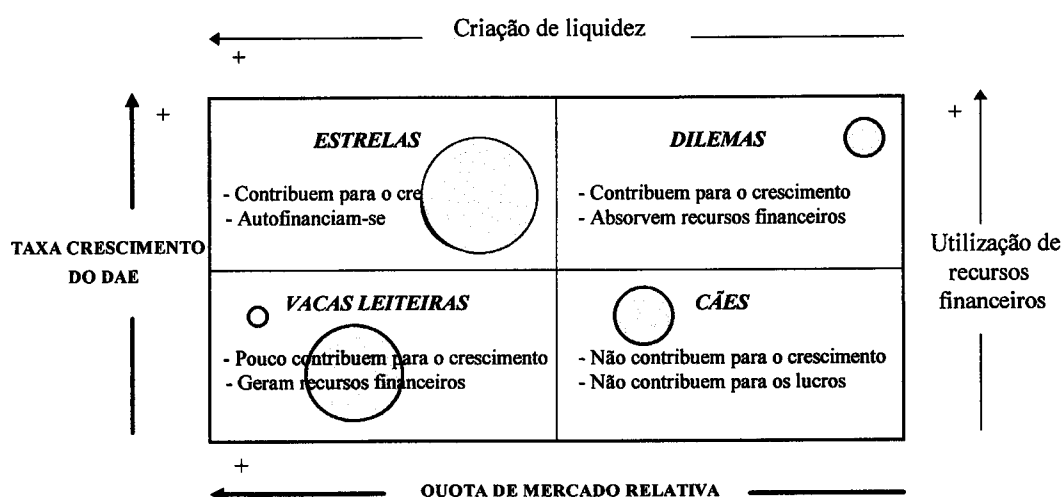 Criação de liquidez
+
+
+
ESTRELAS
DILEMAS
- Contribuem para o cre
- Autofinanciam-se
- Contribuem para o crescimento
- Absorvem recursos financeiros
TAXA CRESCIMENTO
DO DAE
Utilização de
recursos
financeiros
VACAS LEITEIRAS
CÃES
- Pouco contribuem para o crescimento
- Geram recursos financeiros
- Não contribuem para o crescimento
- Não contribuem para os lucros
+
QUOTA DE MERCADO RELATIVA